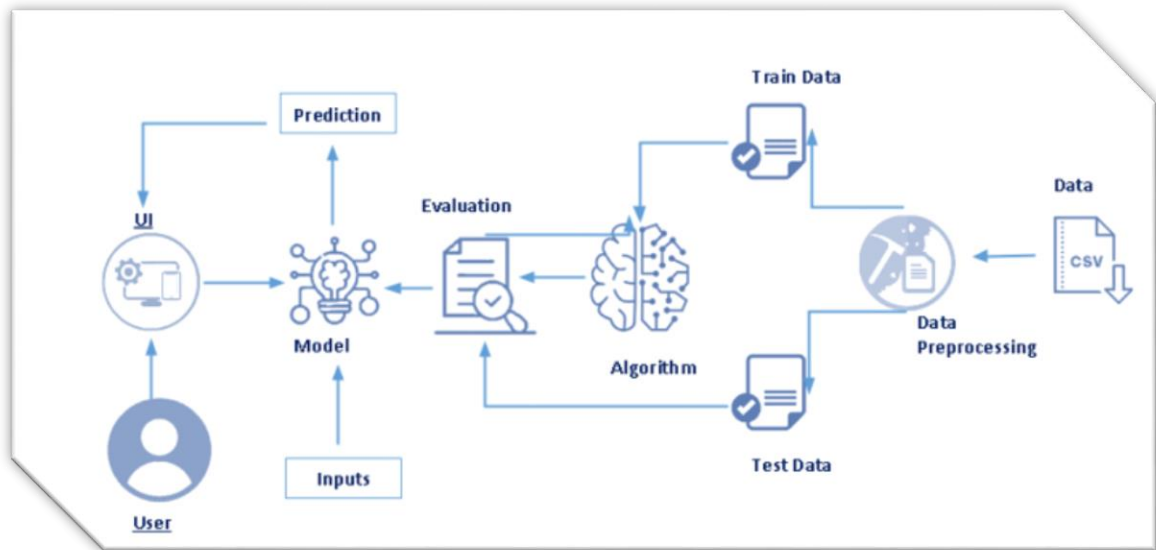 Train Data
Prediction
Data
Evaluation
UI
CSV
Data
Preprocessing
Model
Algorithm
Test Data
Inputs
User